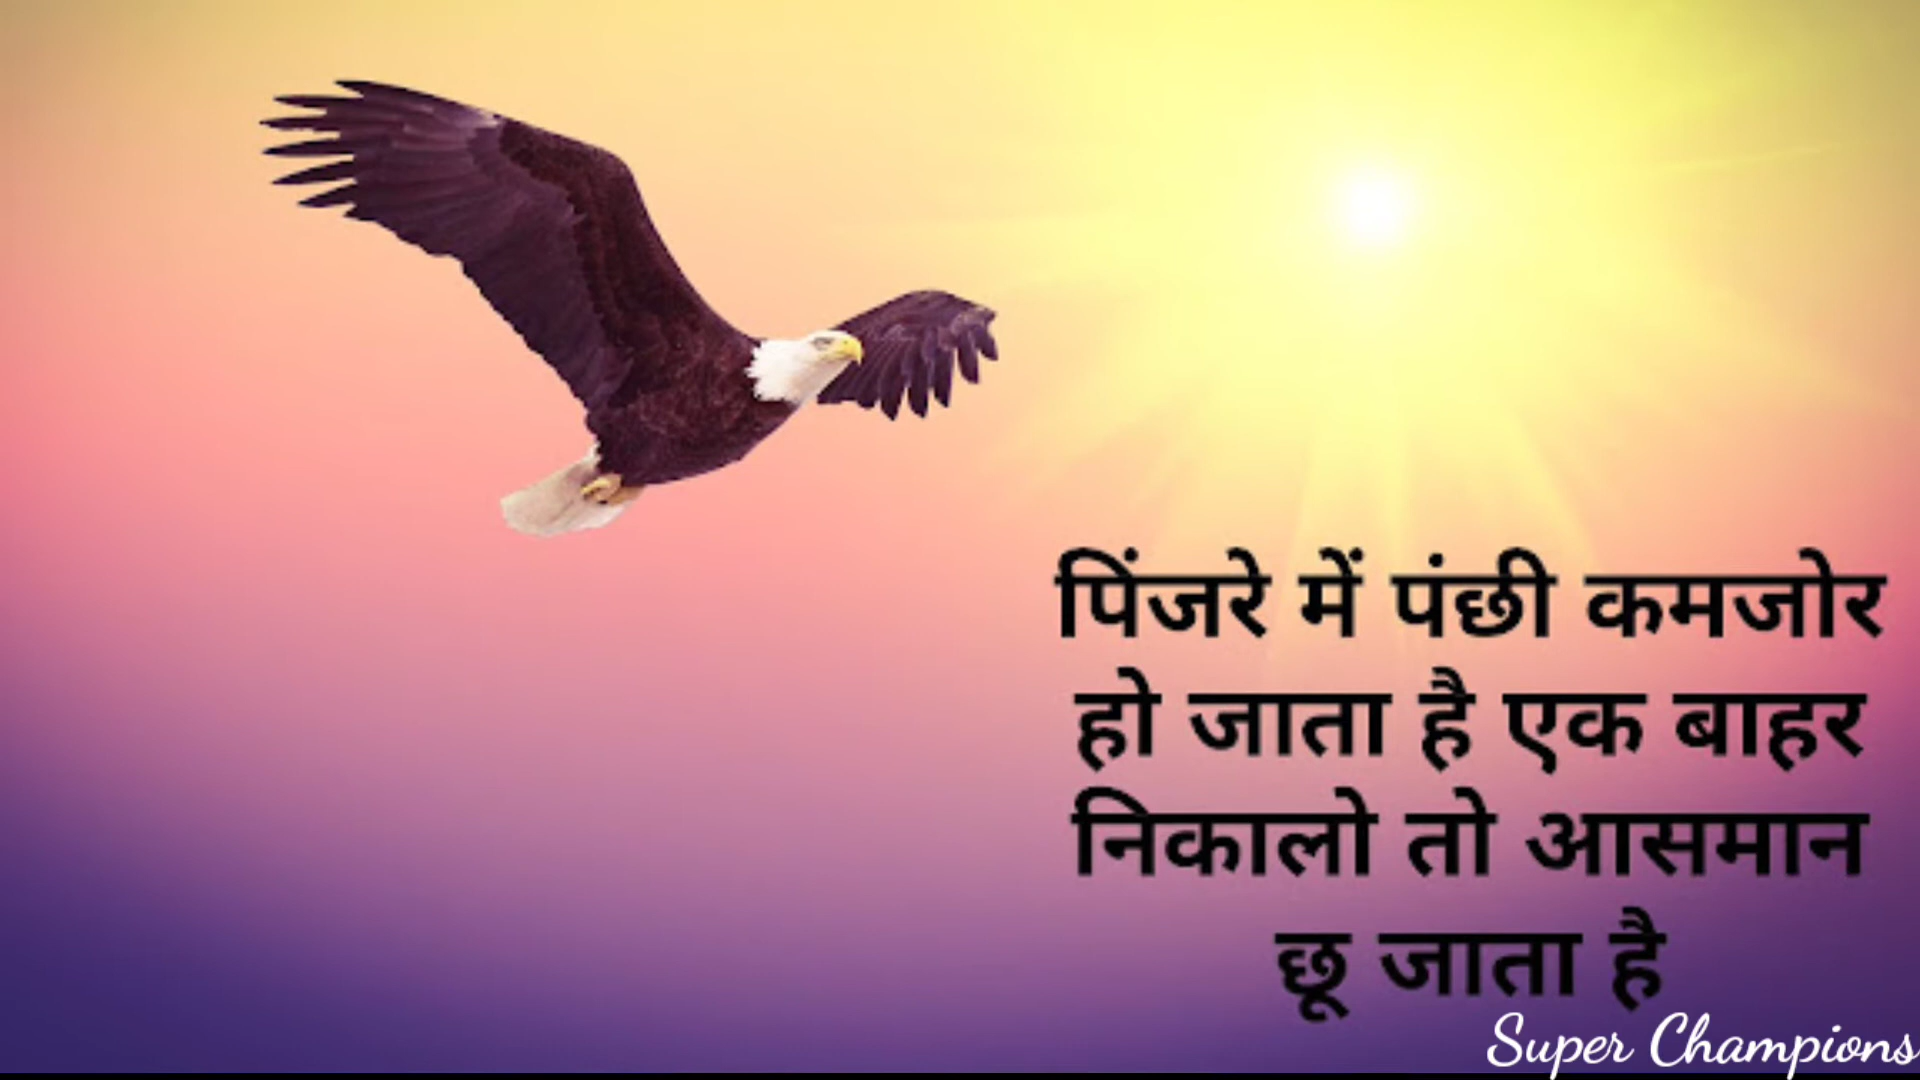 पिंजरे में पंछी कमजोर
हो जाता है एक बाहर
निकालो तो आसमान
छू जाता है
Super Champions